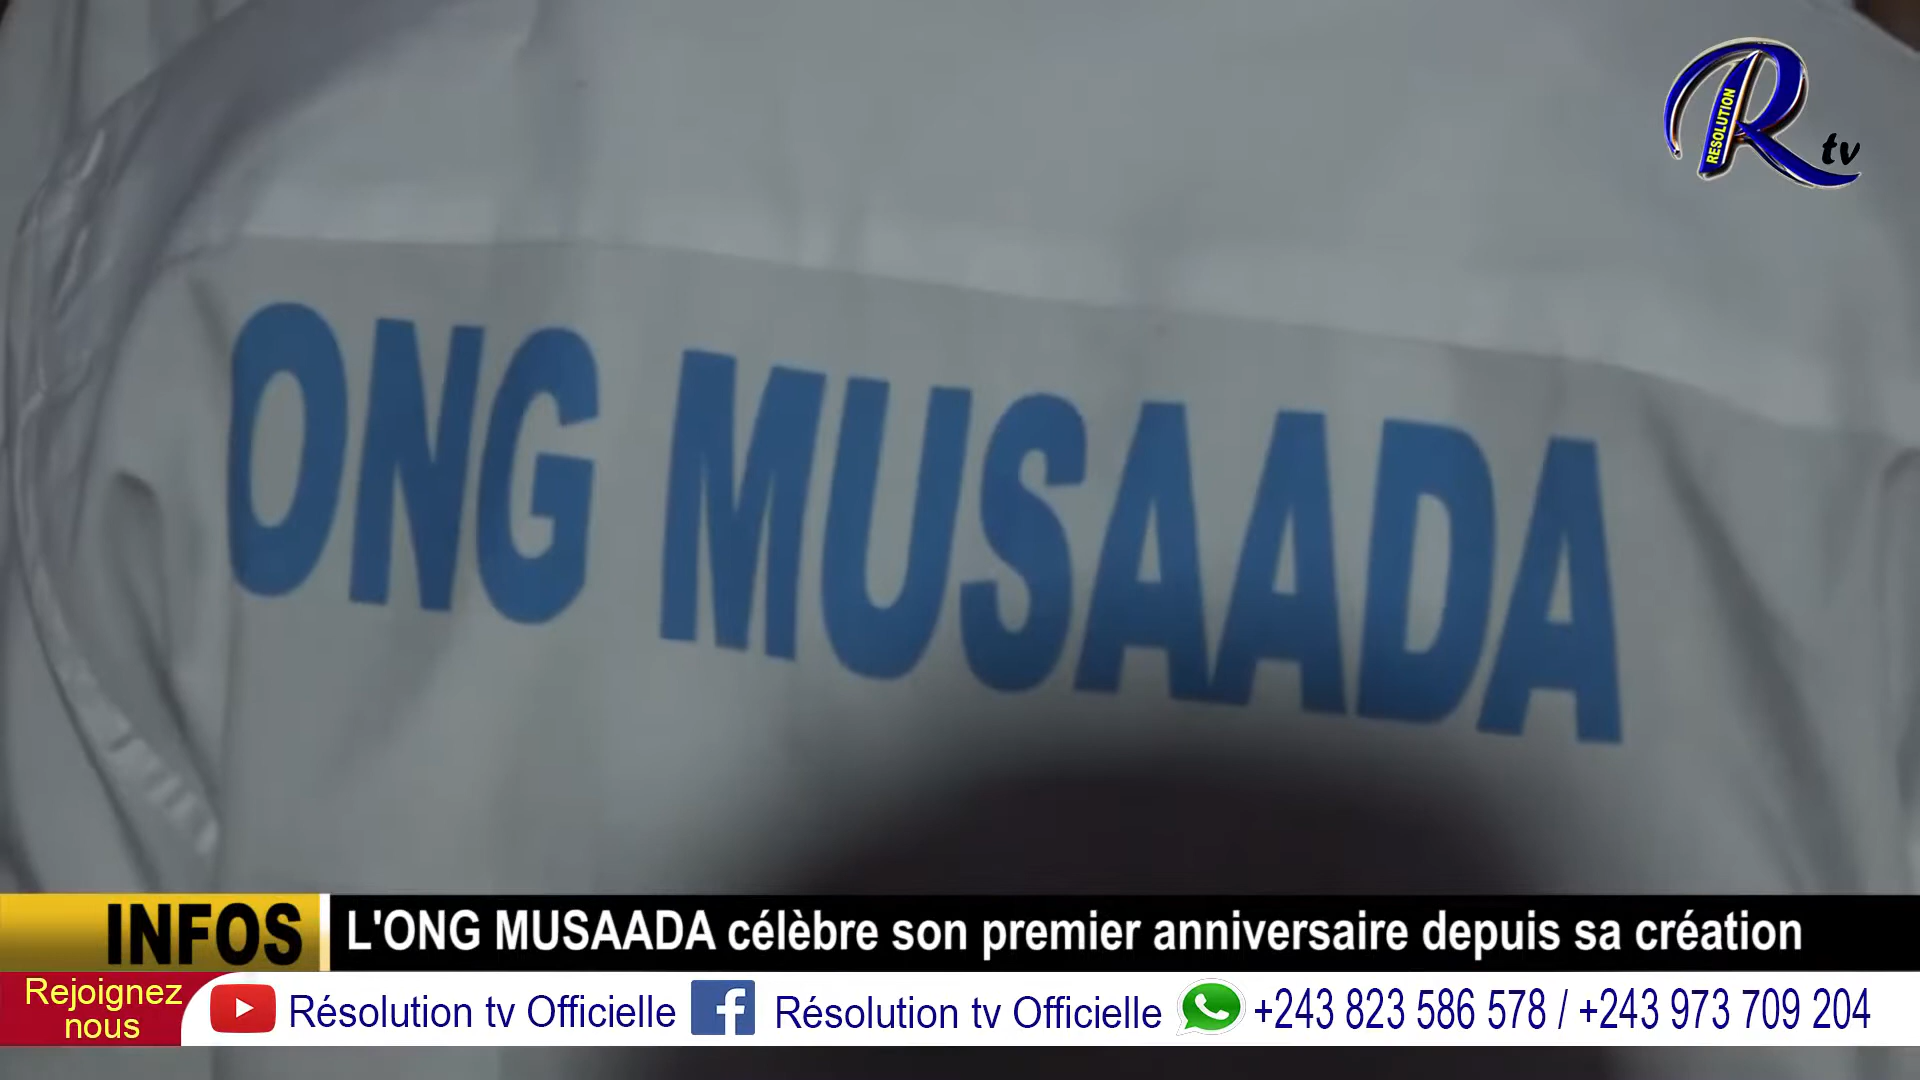 RESOLUTION
R tv
ONG MUSAADA
INFOS
L'ONG MUSAADA célèbre son premier anniversaire depuis sa création
Rejoignez
nous
Résolution tv Officielle
Résolution tv Officielle
+243 823 586 578 / +243 973 709 204